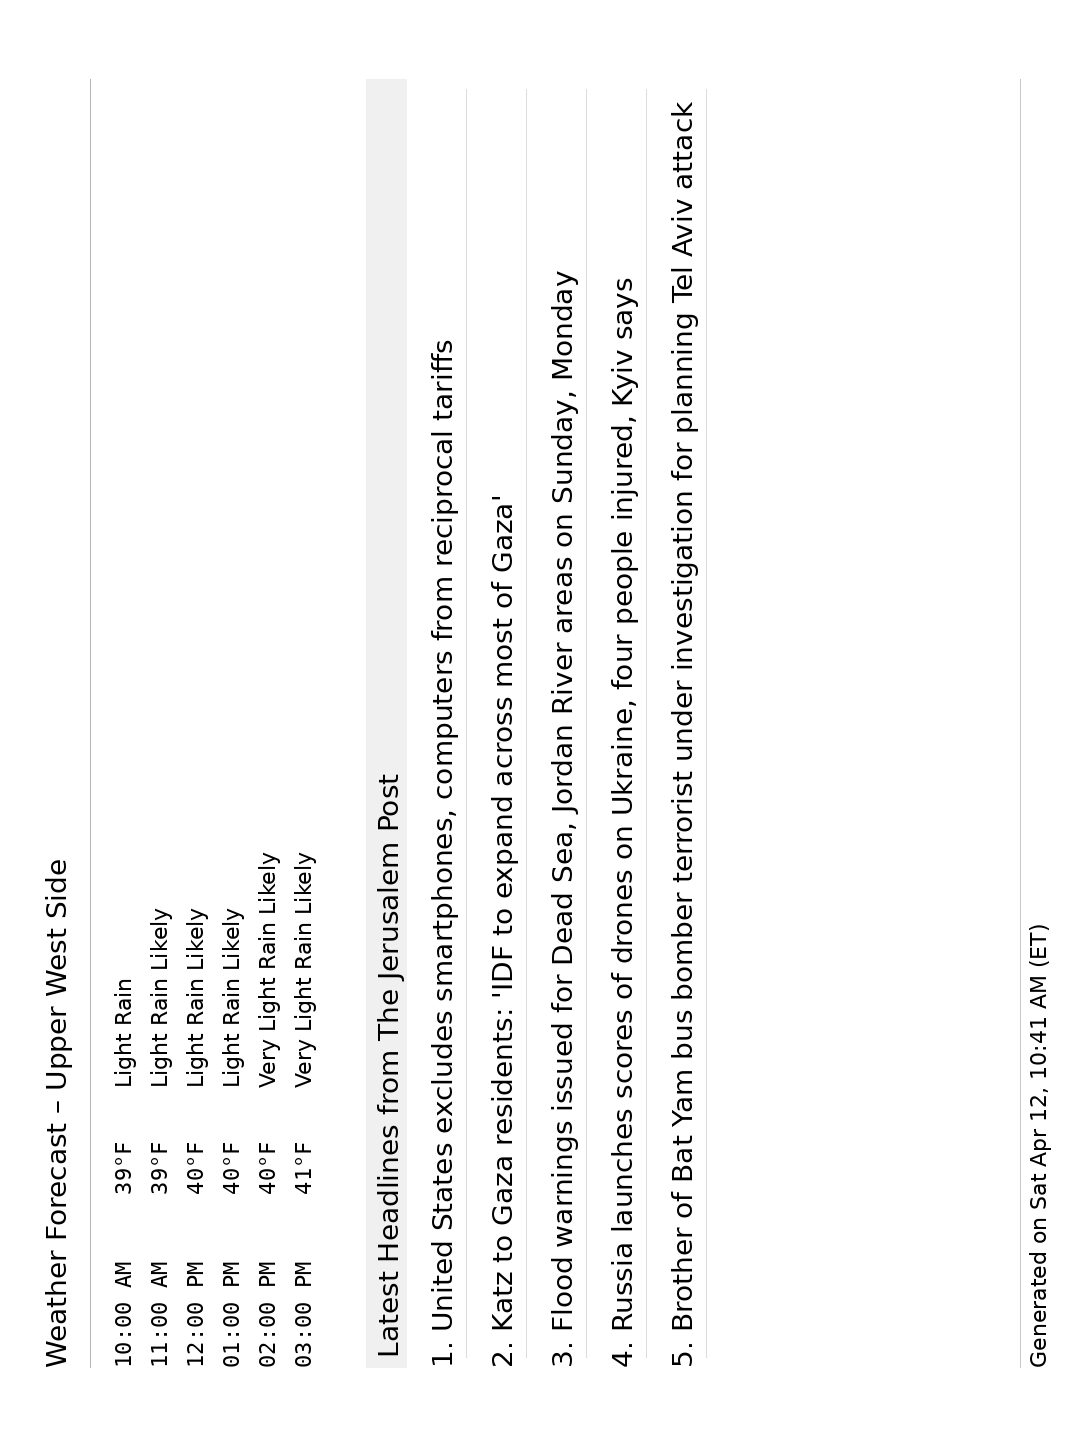 Weather Forecast – Upper West Side
10:00 AM 39°F Light Rain
11:00 AM 39°F Light Rain Likely
12:00 PM 40°F Light Rain Likely
01:00 PM 40°F Light Rain Likely
02:00 PM 40°F Very Light Rain Likely
03:00 PM 41°F Very Light Rain Likely
Latest Headlines from The Jerusalem Post
1. United States excludes smartphones, computers from reciprocal tariffs
2. Katz to Gaza residents: 'IDF to expand across most of Gaza'
3. Flood warnings issued for Dead Sea, Jordan River areas on Sunday, Monday
4. Russia launches scores of drones on Ukraine, four people injured, Kyiv says
5. Brother of Bat Yam bus bomber terrorist under investigation for planning Tel Aviv attack
Generated on Sat Apr 12, 10:41 AM (ET)